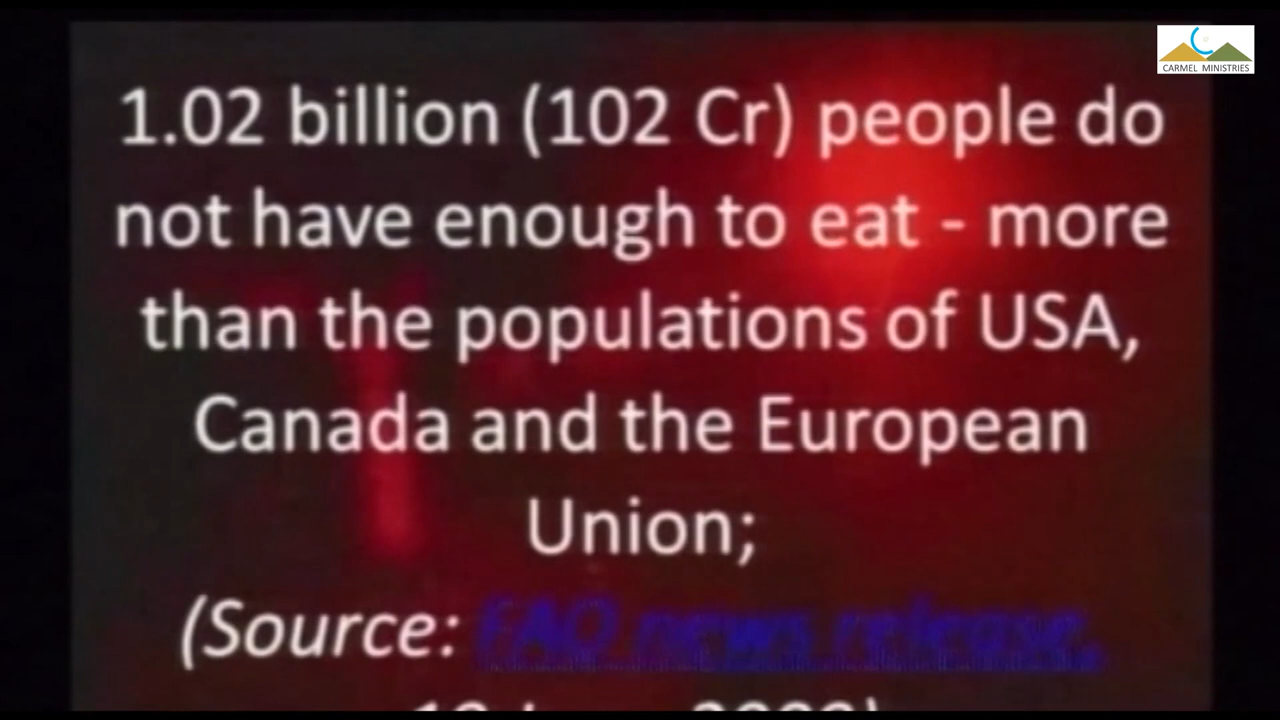 CARMEL MINISTRIES
1.02 billion (102 Cr) people do
not have enough to eat - more
than the populations of USA,
Canada and the European
Union;
(Source: FAO news release,